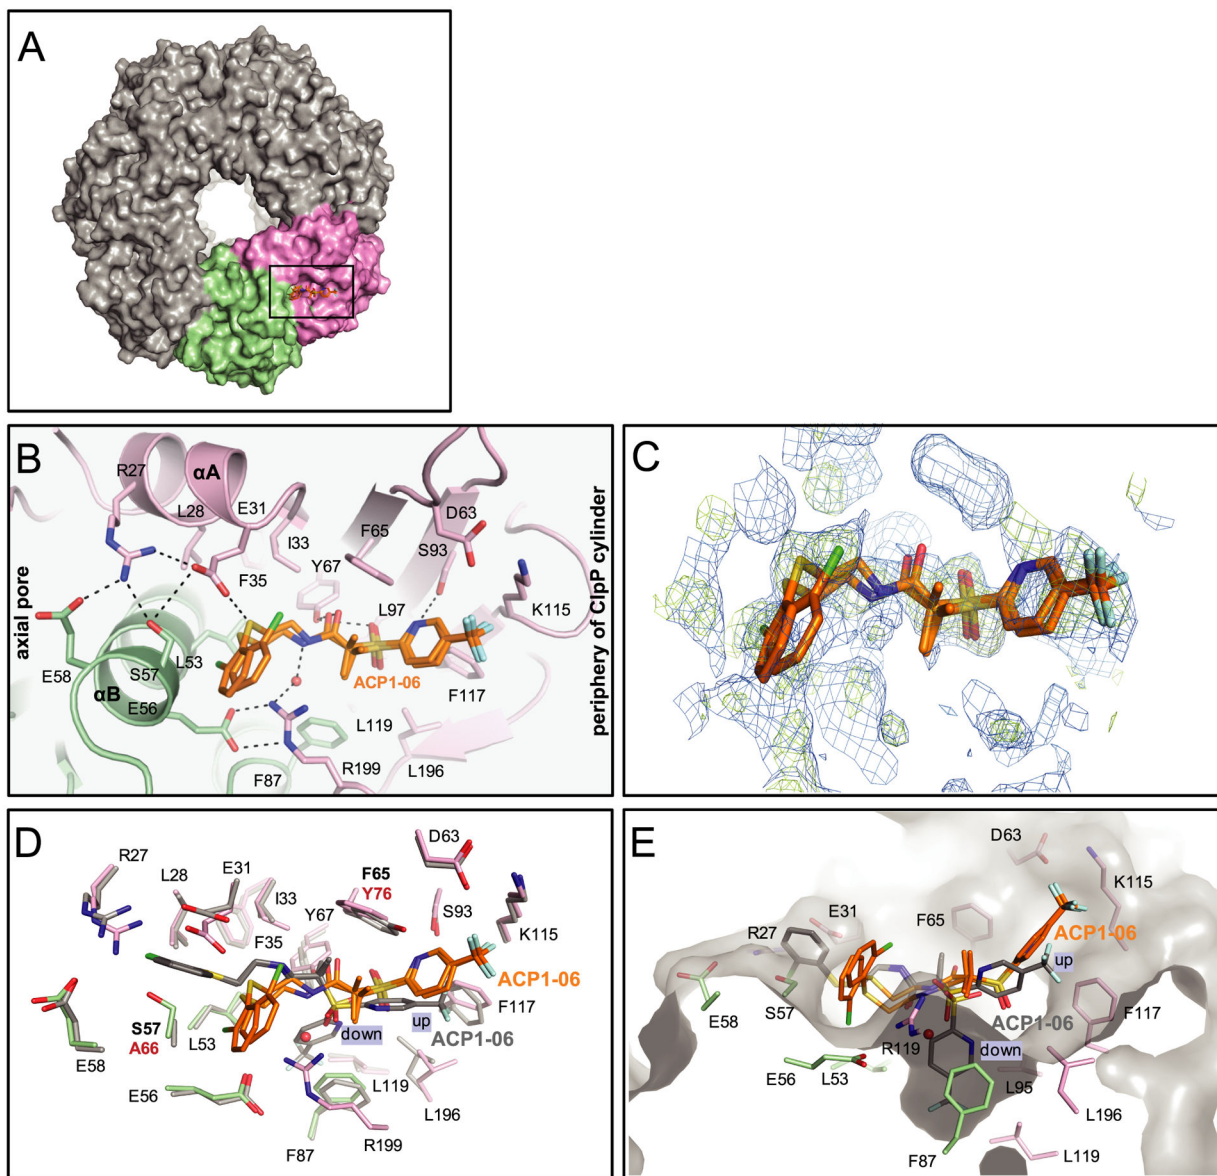 A
B
R27
αA
L28
E31
I33
F65
D63
S93
Y67
F35
K115
axial pore
L97
E58
αB
S57
L53
E56
ACP1-06
F117
L119
F87
R199
L196
periphery of ClpP cylinder
C
D
R27
L28
E31
I33
F65
Y76
D63
Y67
S93
F35
K115
ACP1-06
S57
A66
L53
F117
up
down
ACP1-06
E58
E56
L119
L196
F87
R199
E
D63
K115
E31
R27
F65
ACP1-06
up
E58
S57
ACP1-06
F117
R119
down
E56
L53
L95
L196
F87
L119